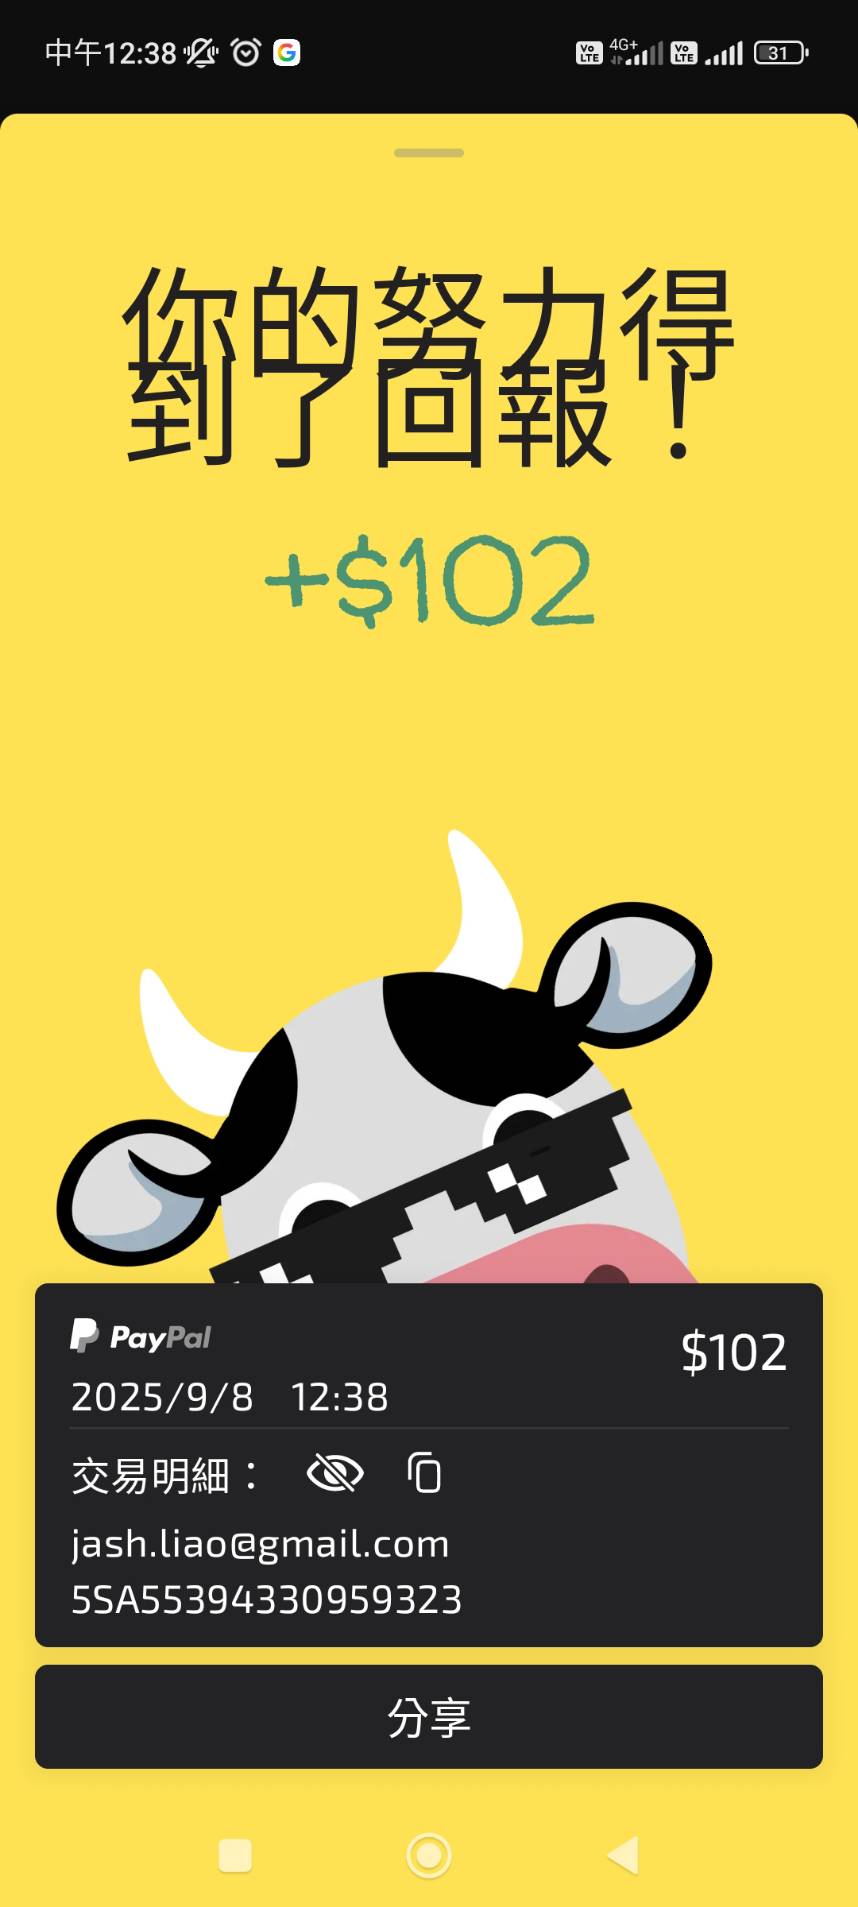 中午12:38
4G+
Vo LTE
Vo LTE
31
你的努力得
到了回報！
+$102
PayPal
$102
2025/9/8 12:38
交易明細：
jash.liao@gmail.com
5SA55394330959323
分享